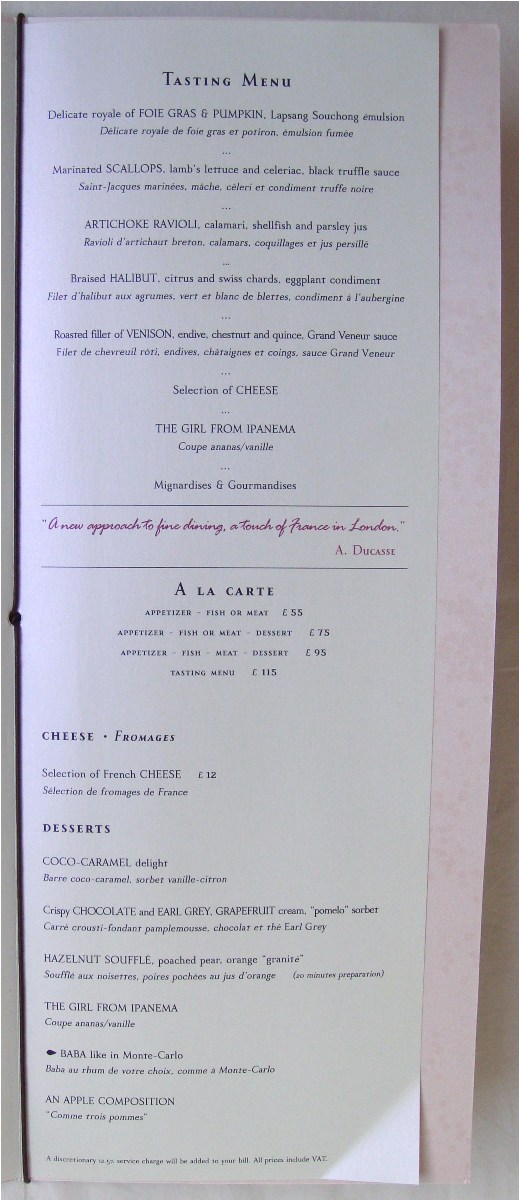 TASTING MENU
Delicate royale of FOIE GRAS & PUMPKIN, Lapsang Souchong emulsion
Délicate royale de foie gras et potiron, émulsion fumée
...
Marinated SCALLOPS, lamb's lettuce and celeriac, black truffle sauce
Saint-Jacques marinées, mâche, céleri et condiment truffe noire
...
ARTICHOKE RAVIOLI, calamari, shellfish and parsley jus
Ravioli d'artichaut breton, calamars, coquillages et jus persillé
...
Braised HALIBUT, citrus and swiss chards, eggplant condiment
Filet d'halibut aux agrumes, vert et blanc de blettes, condiment à l'aubergine
...
Roasted fillet of VENISON, endive, chestnut and quince, Grand Veneur sauce
Filet de chevreuil rôti, endives, châtaignes et coings, sauce Grand Veneur
...
Selection of CHEESE
...
THE GIRL FROM IPANEMA
Coupe ananas/vanille
...
Mignardises & Gourmandises
"A new approach to fine dining, a touch of France in London."
A. DUCASSE
A LA CARTE
APPETIZER - FISH OR MEAT £ 55
APPETIZER - FISH OR MEAT - DESSERT £ 75
APPETIZER - FISH - MEAT - DESSERT £ 95
TASTING MENU £ 115
CHEESE • FROMAGES
Selection of French CHEESE £ 12
Sélection de fromages de France
DESSERTS
COCO-CARAMEL delight
Barre coco-caramel, sorbet vanille-citron
Crispy CHOCOLATE and EARL GREY, GRAPEFRUIT cream, "pomelo" sorbet
Carré crousti-fondant pamplemousse, chocolat et thé Earl Grey
HAZELNUT SOUFFLÉ, poached pear, orange "granité"
Soufflé aux noisettes, poires pochées au jus d'orange (20 minutes preparation)
THE GIRL FROM IPANEMA
Coupe ananas/vanille
BABA like in Monte-Carlo
Baba au rhum de votre choix, comme à Monte-Carlo
AN APPLE COMPOSITION
"Comme trois pommes"
A discretionary 12.5% service charge will be added to your bill. All prices include VAT.